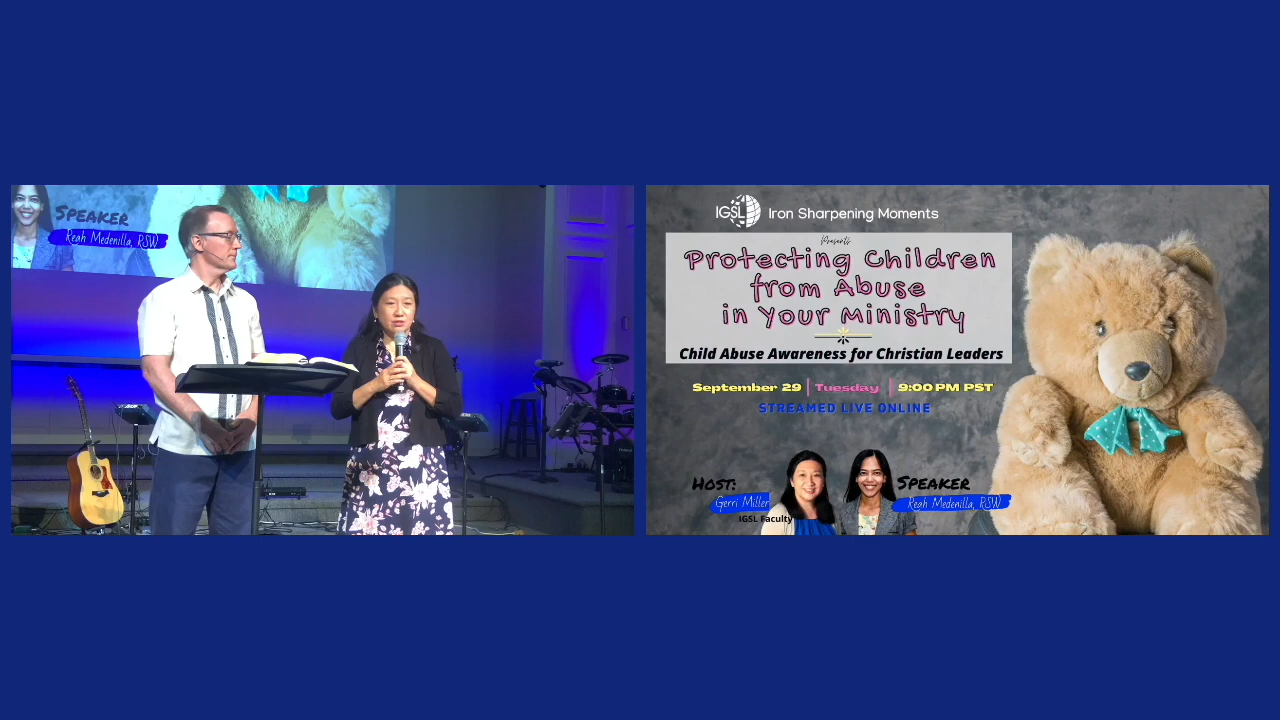 SPEAKER
Reah Medenilla, RSW
IGSL Iron Sharpening Moments
Presents
Protecting Children
from Abuse
in Your Ministry
Child Abuse Awareness for Christian Leaders
September 29 | Tuesday | 9:00 PM PST
STREAMED LIVE ONLINE
HOST:
Gerri Miller
IGSL Faculty
SPEAKER
Reah Medenilla, RSW